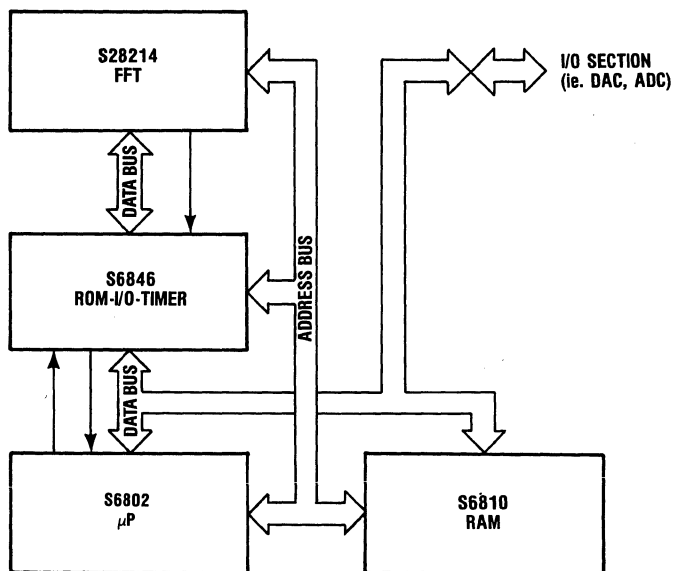 S28214
FFT
I/O SECTION
(ie. DAC, ADC)
DATA BUS
S6846
ROM-I/O-TIMER
ADDRESS BUS
DATA BUS
S6802
μP
S6810
RAM